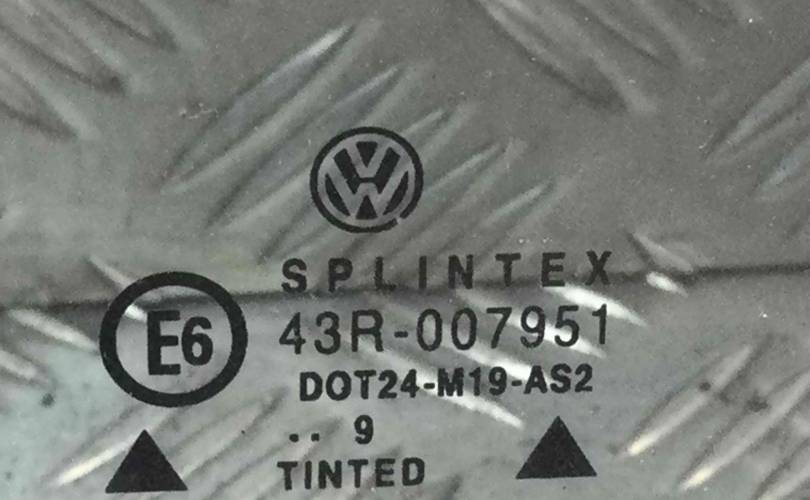 SPLINTEX
E6
43R-007951
DOT24-M19-AS2
.. 9
TINTED